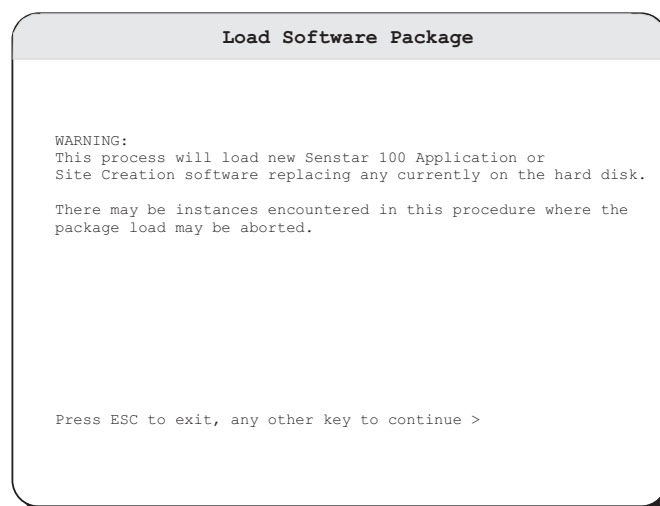 Load Software Package
WARNING:
This process will load new Senstar 100 Application or
Site Creation software replacing any currently on the hard disk.
There may be instances encountered in this procedure where the
package load may be aborted.
Press ESC to exit, any other key to continue >